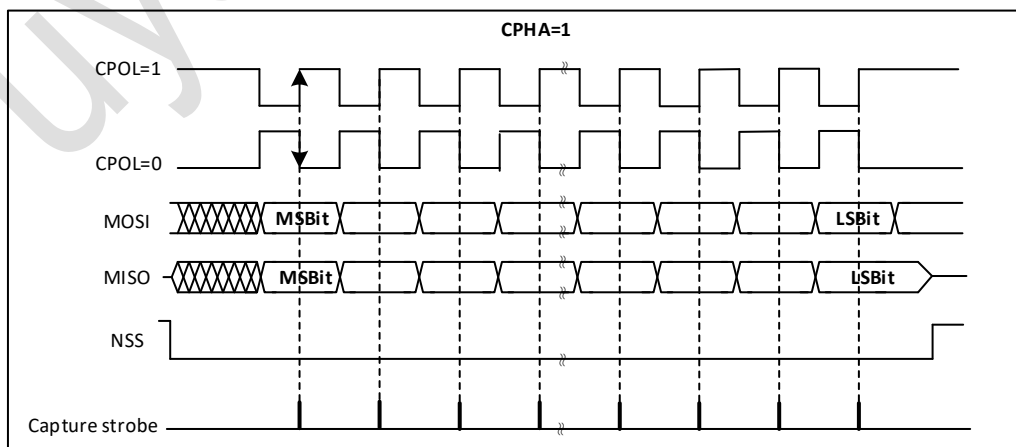 CPHA=1
CPOL=1
CPOL=0
MOSI MSBit LSBit
MISO MSBit LSBit
NSS
Capture strobe